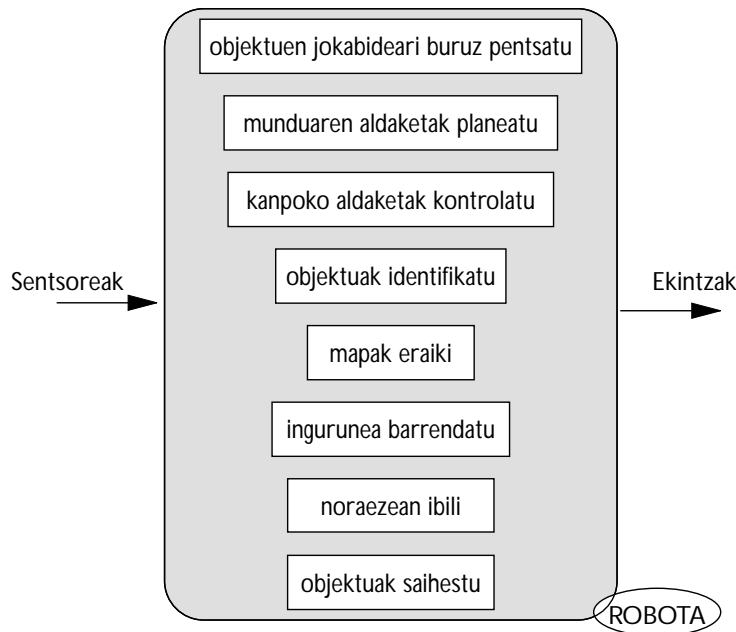 objektuen jokabideari buruz pentsatu
munduaren aldaketak planeatu
kanpoko aldaketak kontrolatu
Sentsoreak
objektuak identifikatu
Ekintzak
mapak eraiki
ingurunea barrendatu
noraezean ibili
objektuak saihestu
ROBOTA